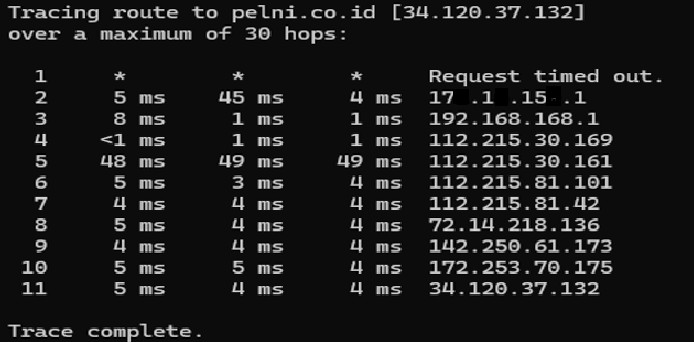 Tracing route to pelni.co.id [34.120.37.132]
over a maximum of 30 hops:
1 * * * Request timed out.
2 5 ms 45 ms 4 ms 17 .1 .15 .1
3 8 ms 1 ms 1 ms 192.168.168.1
4 <1 ms 1 ms 1 ms 112.215.30.169
5 48 ms 49 ms 49 ms 112.215.30.161
6 5 ms 3 ms 4 ms 112.215.81.101
7 4 ms 4 ms 4 ms 112.215.81.42
8 5 ms 4 ms 4 ms 72.14.218.136
9 4 ms 4 ms 4 ms 142.250.61.173
10 5 ms 5 ms 4 ms 172.253.70.175
11 5 ms 4 ms 4 ms 34.120.37.132
Trace complete.